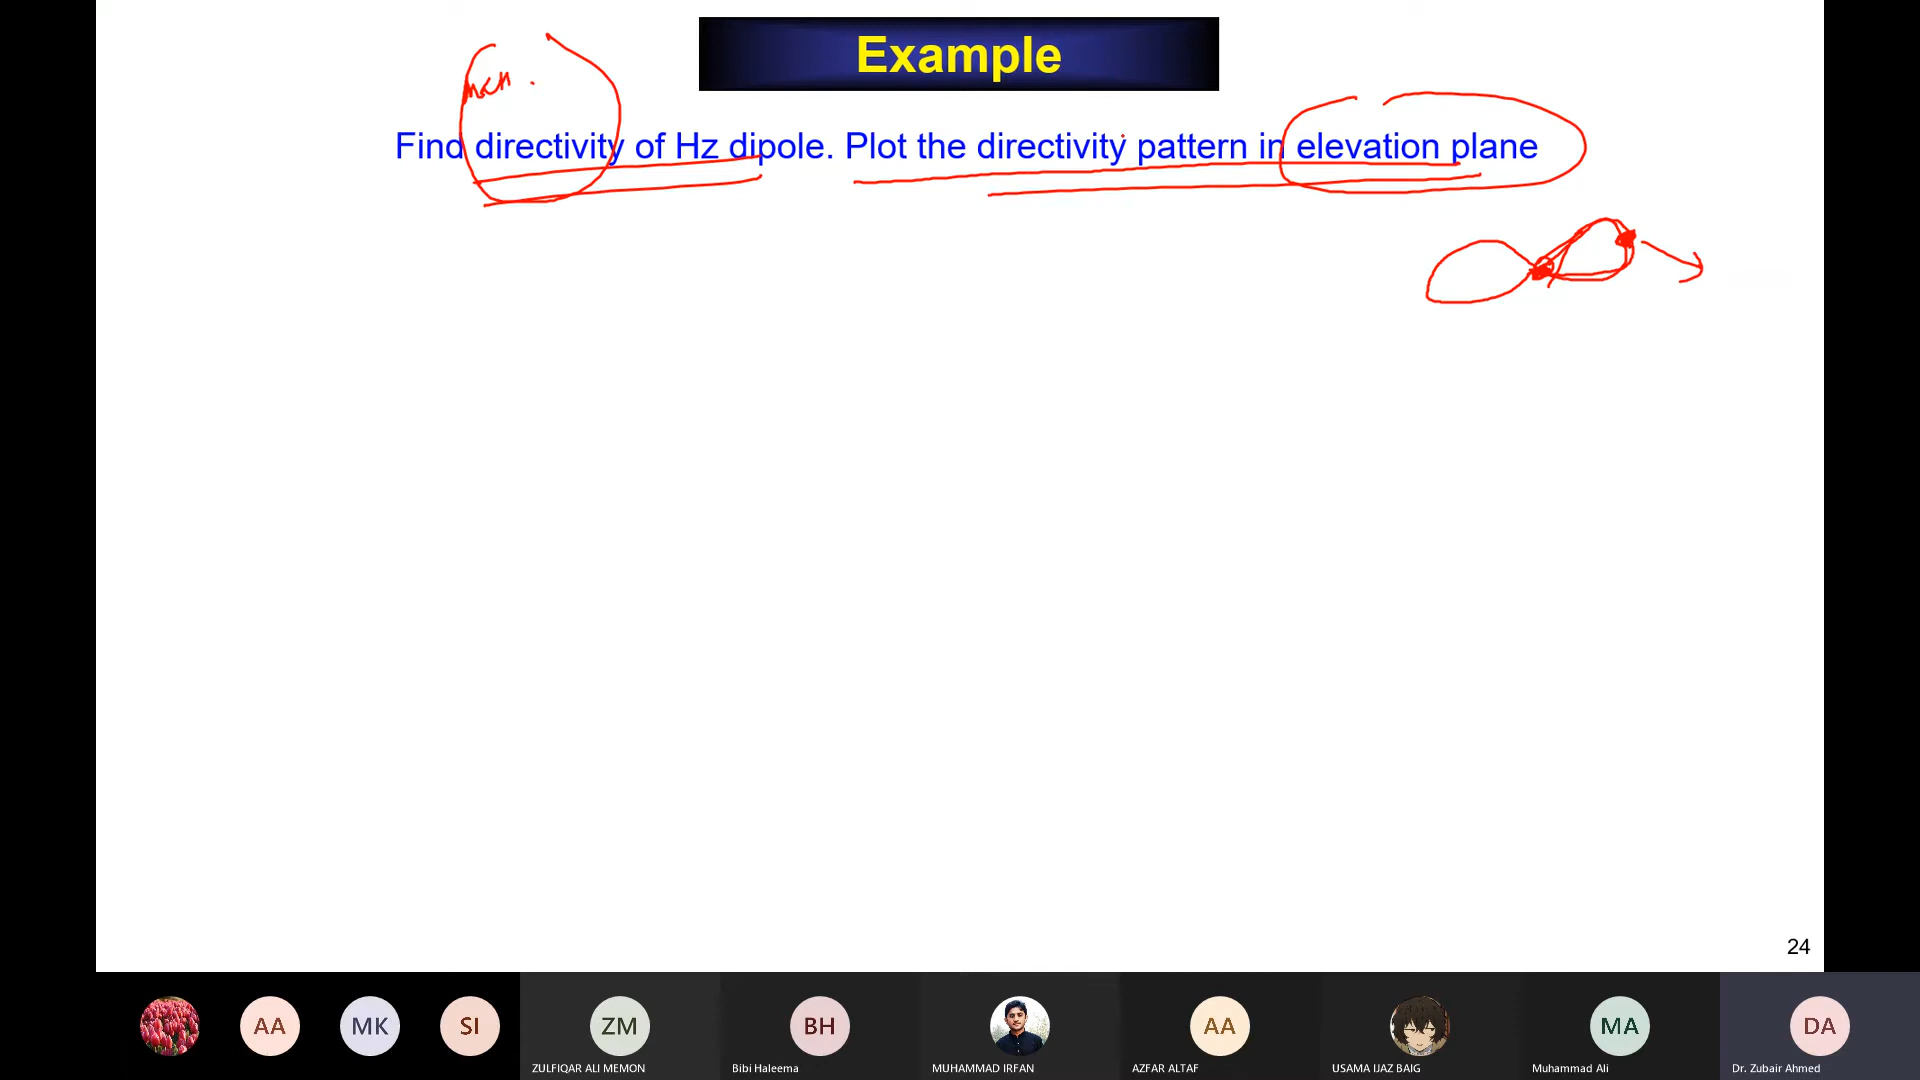 Example
Find directivity of Hz dipole. Plot the directivity pattern in elevation plane
24
AA
MK
SI
ZM
BH
AA
MA
DA
ZULFIQAR ALI MEMON
Bibi Haleema
MUHAMMAD IRFAN
AZFAR ALTAF
USAMA IJAZ BAIG
Muhammad Ali
Dr. Zubair Ahmed